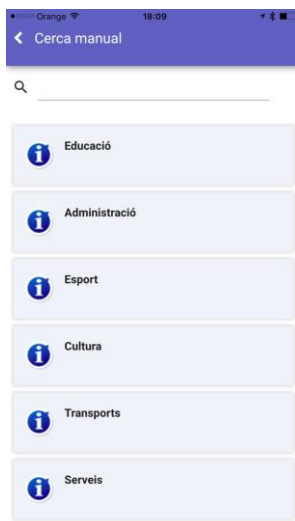 Orange 18:09
Cerca manual
Educació
Administració
Esport
Cultura
Transports
Serveis